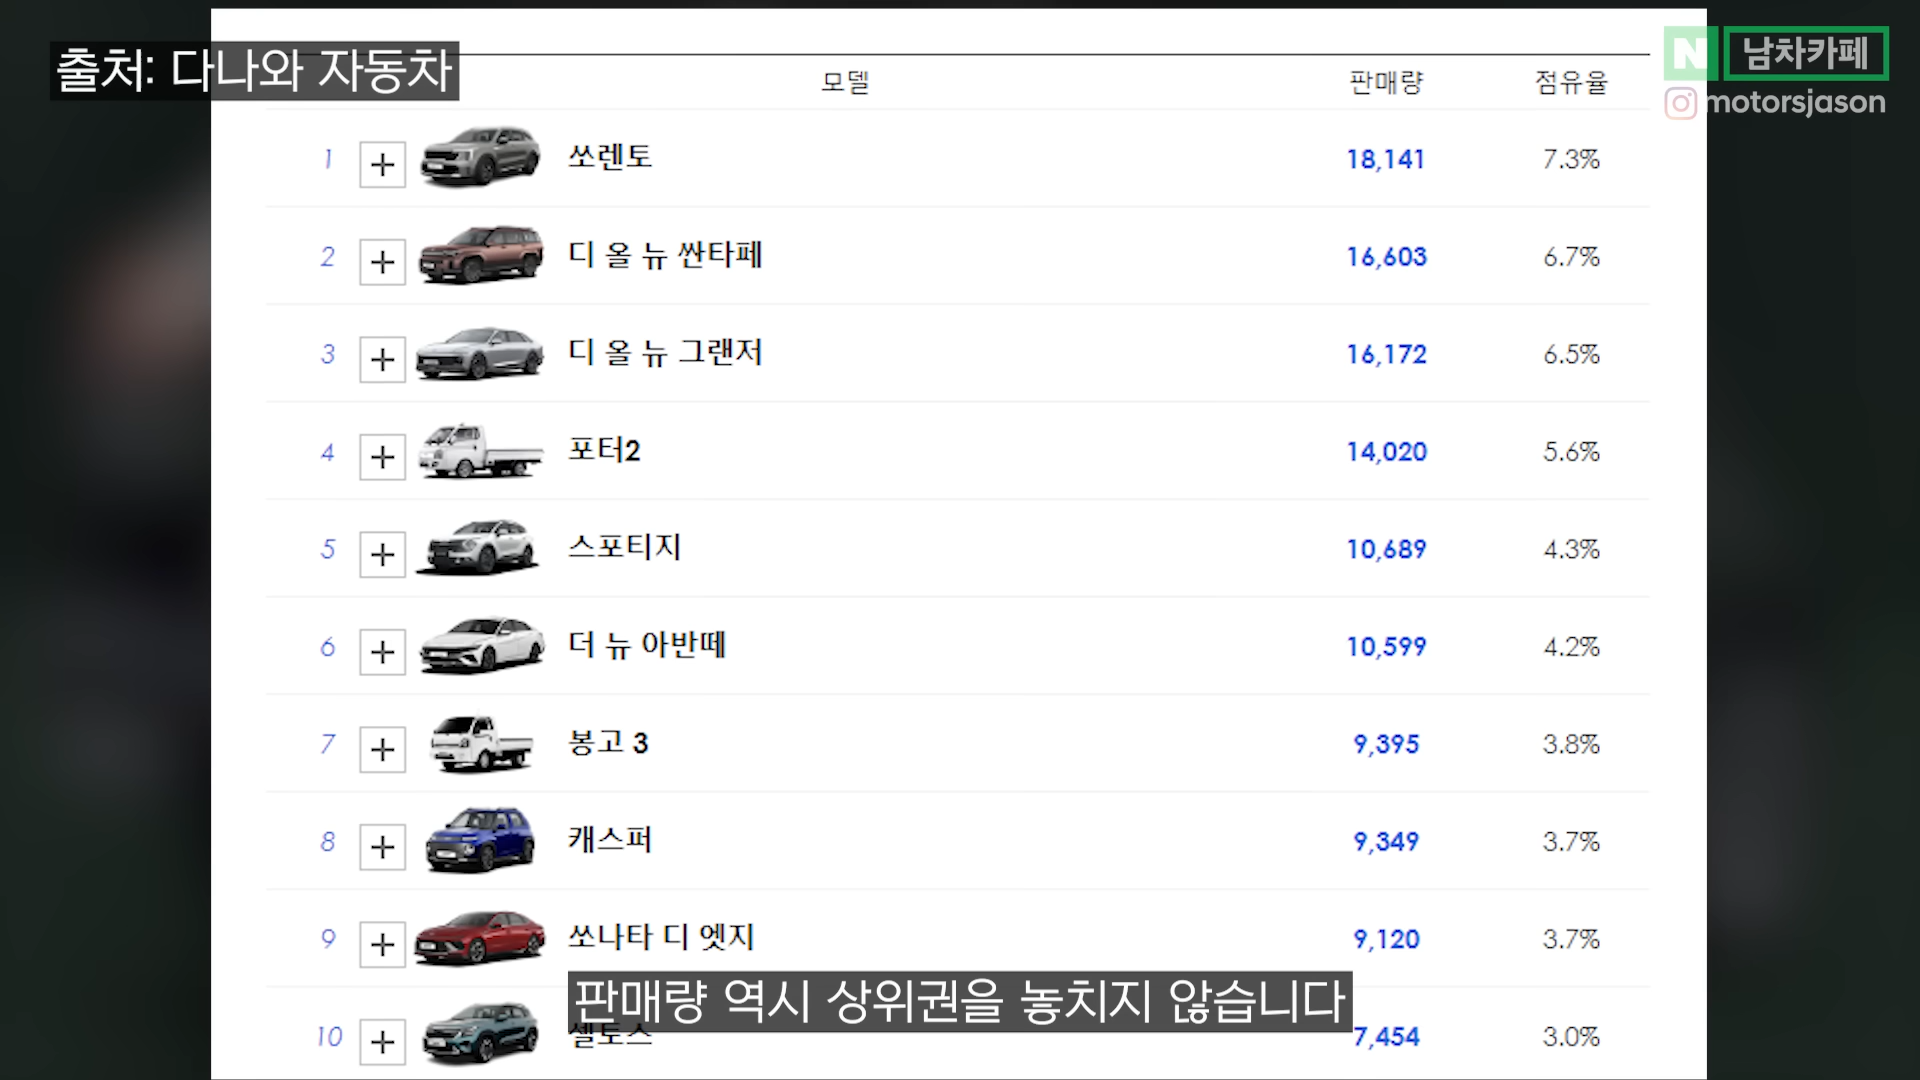 출처: 다나와 자동차
N 남차카페
motorsjason
모델 판매량 점유율
1 쏘렌토 18,141 7.3%
2 디 올 뉴 싼타페 16,603 6.7%
3 디 올 뉴 그랜저 16,172 6.5%
4 포터2 14,020 5.6%
5 스포티지 10,689 4.3%
6 더 뉴 아반떼 10,599 4.2%
7 봉고 3 9,395 3.8%
8 캐스퍼 9,349 3.7%
9 쏘나타 디 엣지 9,120 3.7%
10 셀토스 7,454 3.0%
판매량 역시 상위권을 놓치지 않습니다